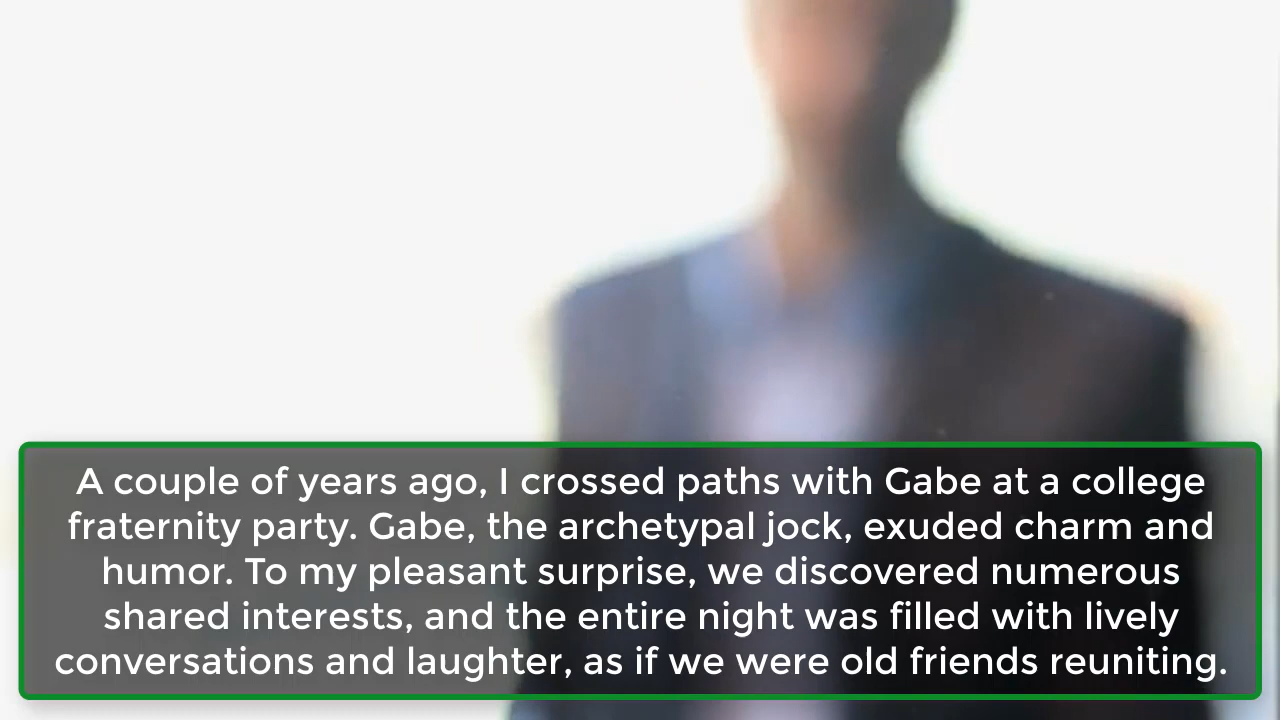 A couple of years ago, I crossed paths with Gabe at a college
fraternity party. Gabe, the archetypal jock, exuded charm and
humor. To my pleasant surprise, we discovered numerous
shared interests, and the entire night was filled with lively
conversations and laughter, as if we were old friends reuniting.